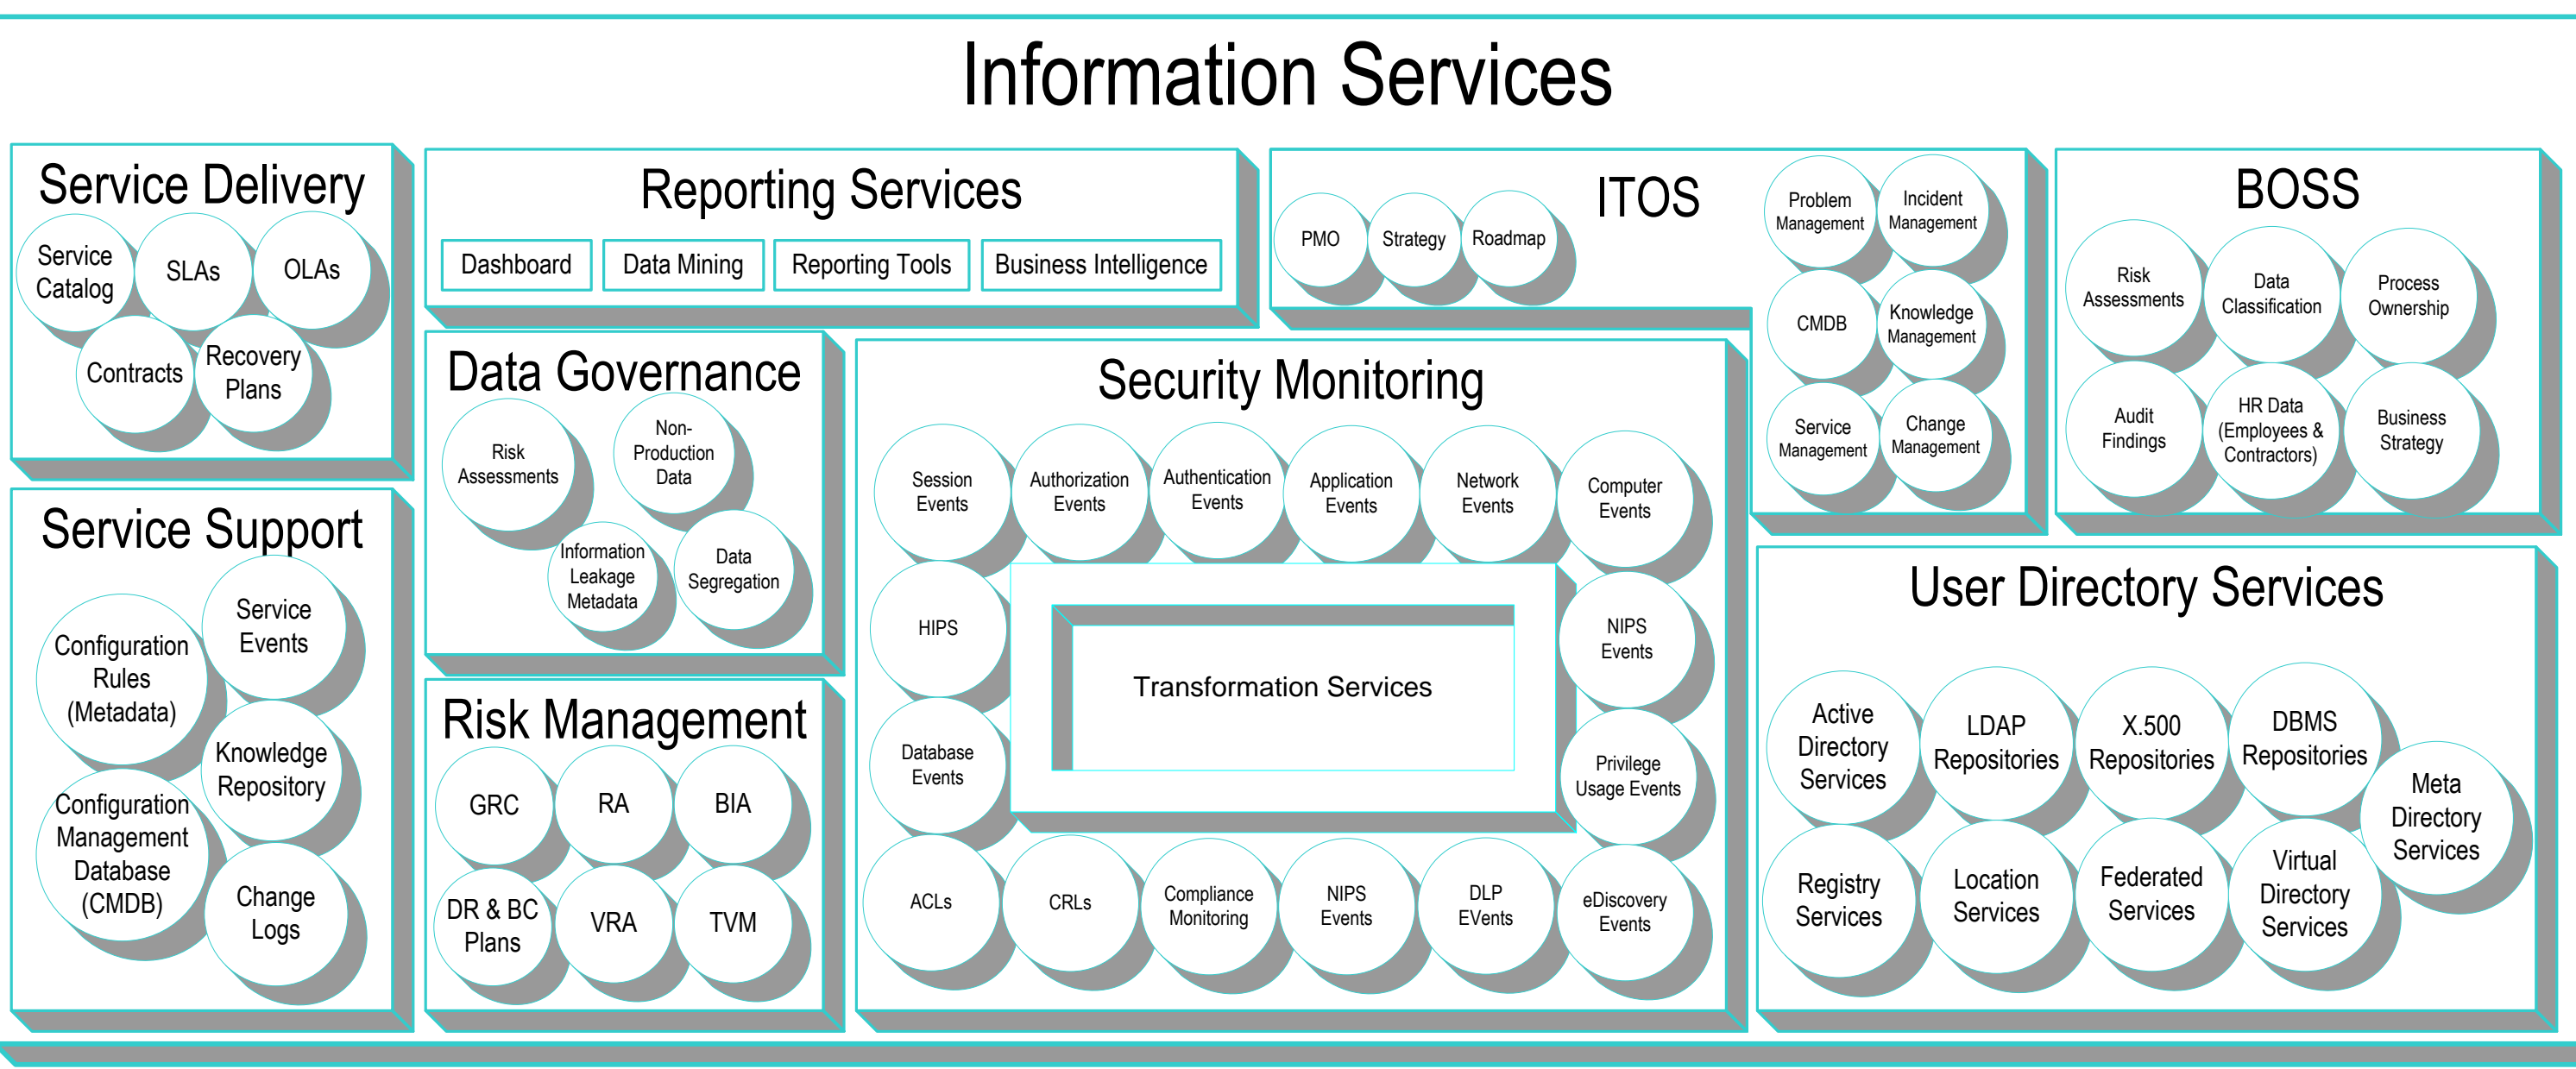 Information Services
Service Delivery
Service
Catalog
SLAs
OLAs
Contracts
Recovery
Plans
Service Support
Service
Events
Configuration
Rules
(Metadata)
Knowledge
Repository
Configuration
Management
Database
(CMDB)
Change
Logs
Reporting Services
Dashboard
Data Mining
Reporting Tools
Business Intelligence
Data Governance
Risk
Assessments
Non-
Production
Data
Information
Leakage
Metadata
Data
Segregation
Risk Management
GRC
RA
BIA
DR & BC
Plans
VRA
TVM
ITOS
PMO
Strategy
Roadmap
Problem
Management
Incident
Management
CMDB
Knowledge
Management
Service
Management
Change
Management
Security Monitoring
Session
Events
Authorization
Events
Authentication
Events
Application
Events
Network
Events
Computer
Events
HIPS
NIPS
Events
Transformation Services
Database
Events
Privilege
Usage Events
ACLs
CRLs
Compliance
Monitoring
NIPS
Events
DLP
EVents
eDiscovery
Events
BOSS
Risk
Assessments
Data
Classification
Process
Ownership
Audit
Findings
HR Data
(Employees &
Contractors)
Business
Strategy
User Directory Services
Active
Directory
Services
LDAP
Repositories
X.500
Repositories
DBMS
Repositories
Meta
Directory
Services
Registry
Services
Location
Services
Federated
Services
Virtual
Directory
Services